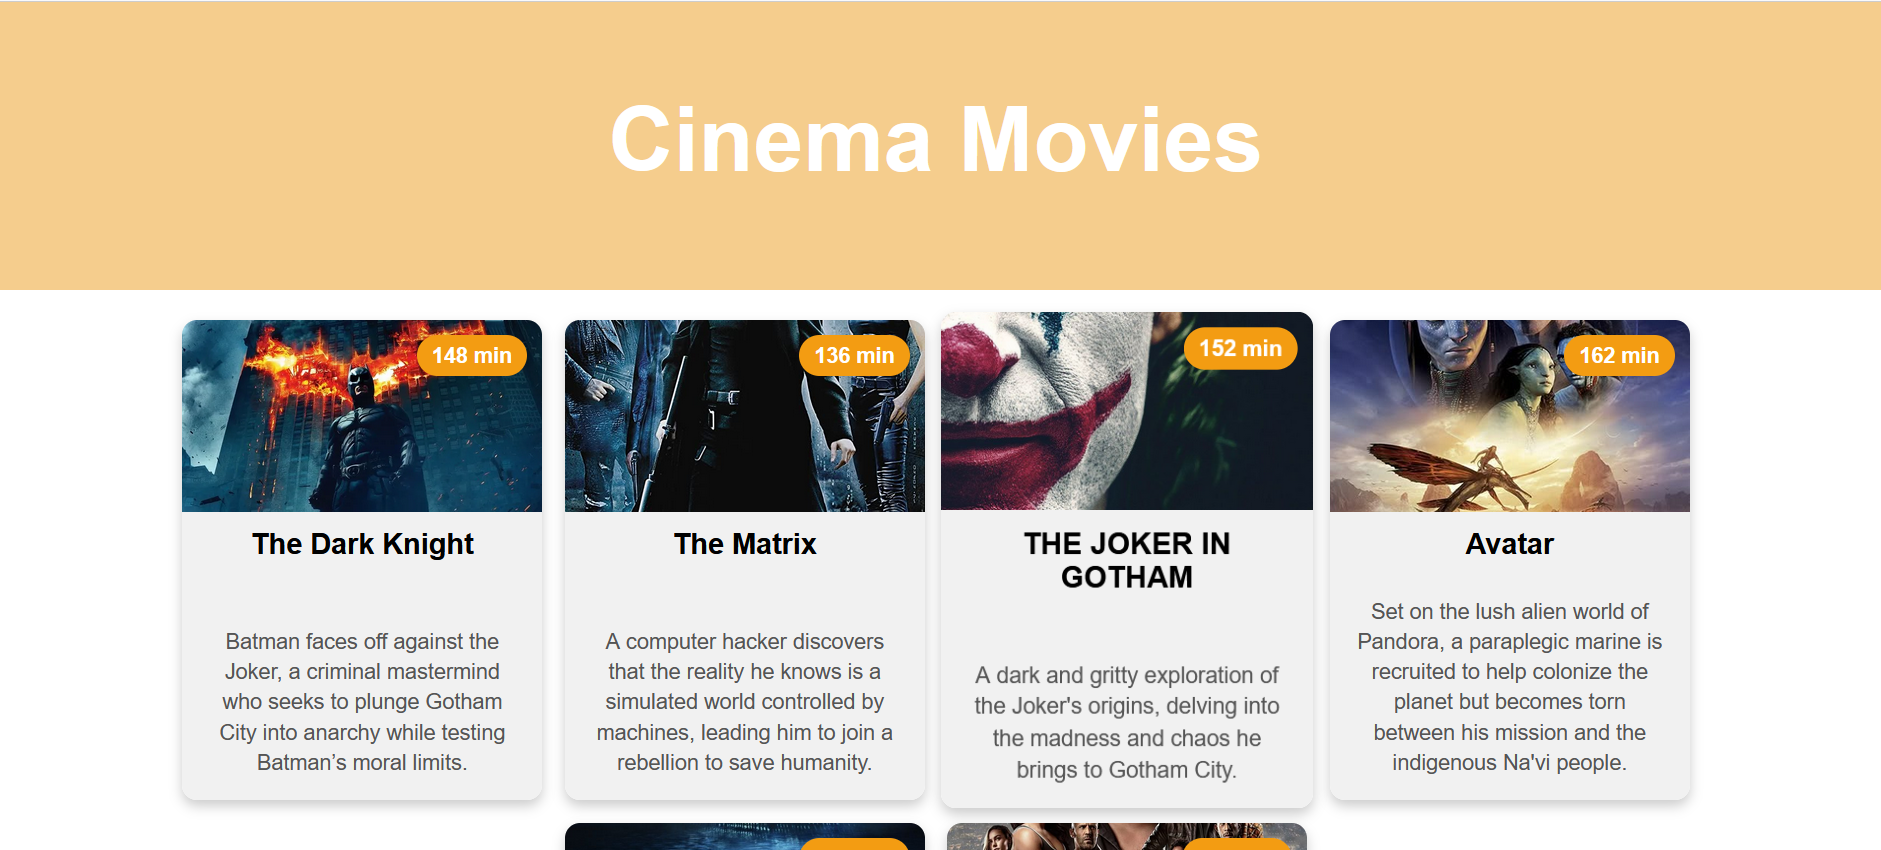 Cinema Movies
148 min
The Dark Knight
Batman faces off against the
Joker, a criminal mastermind
who seeks to plunge Gotham
City into anarchy while testing
Batman’s moral limits.
136 min
The Matrix
A computer hacker discovers
that the reality he knows is a
simulated world controlled by
machines, leading him to join a
rebellion to save humanity.
152 min
THE JOKER IN
GOTHAM
A dark and gritty exploration of
the Joker's origins, delving into
the madness and chaos he
brings to Gotham City.
162 min
Avatar
Set on the lush alien world of
Pandora, a paraplegic marine is
recruited to help colonize the
planet but becomes torn
between his mission and the
indigenous Na'vi people.